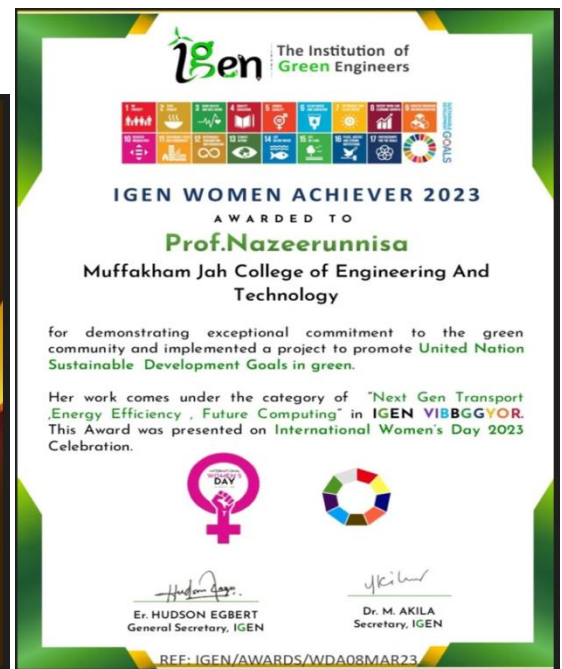 igen The Institution of
Green Engineers
SUSTAINABLE DEVELOPMENT GOALS
IGEN WOMEN ACHIEVER 2023
AWARDED TO
Prof.Nazeerunnisa
Muffakham Jah College of Engineering And
Technology
for demonstrating exceptional commitment to the green
community and implemented a project to promote United Nation
Sustainable Development Goals in green.
Her work comes under the category of "Next Gen Transport
,Energy Efficiency , Future Computing" in IGEN VIBBGGYOR.
This Award was presented on International Women's Day 2023
Celebration.
INTERNATIONAL
WOMEN'S
DAY
Er. HUDSON EGBERT
General Secretary, IGEN
Dr. M. AKILA
Secretary, IGEN
REF: IGEN/AWARDS/WDA08MAR23